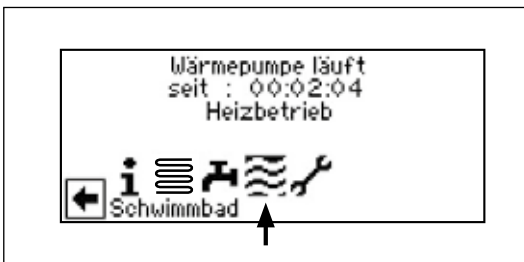 Wärmepumpe läuft
seit : 00:02:04
Heizbetrieb
Schwimmbad